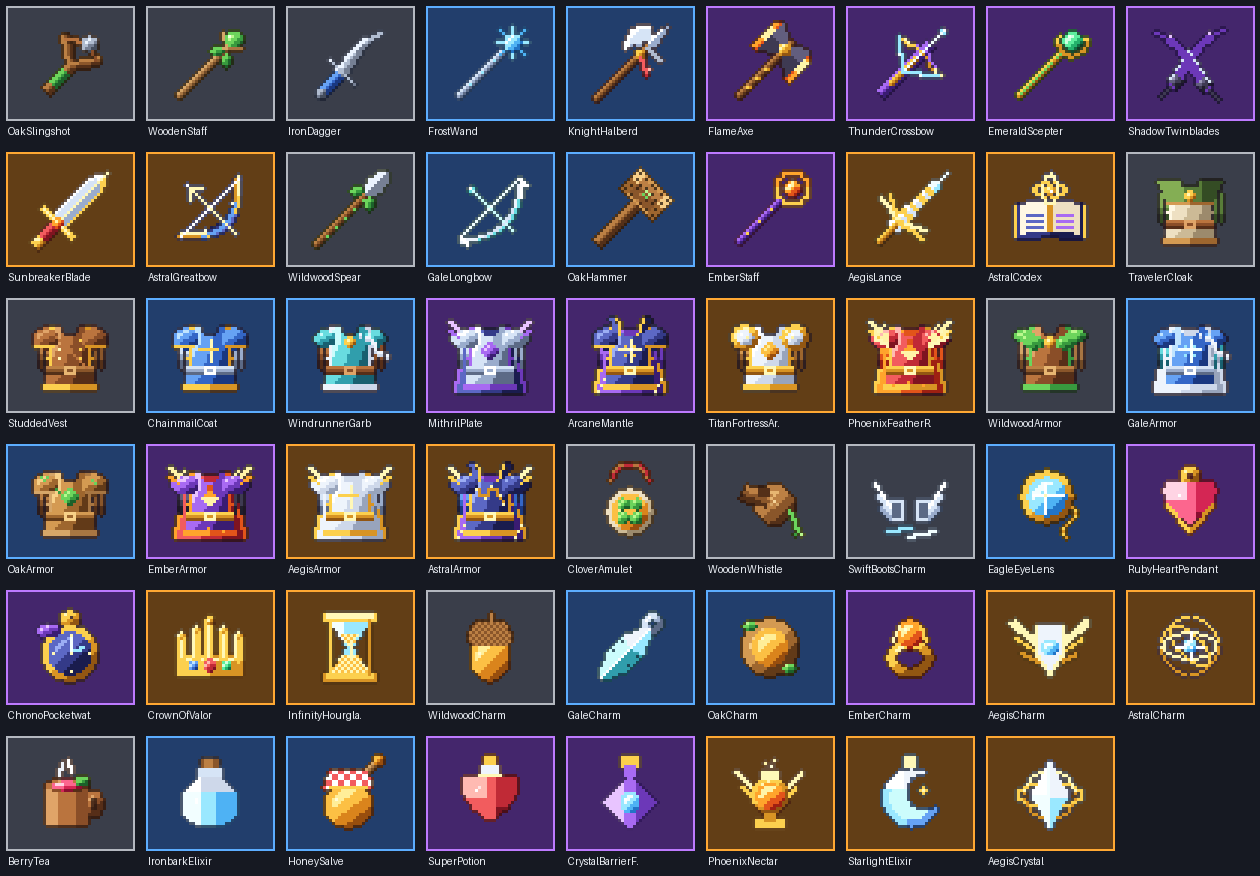 OakSlingshot WoodenStaff IronDagger FrostWand KnightHalberd FlameAxe ThunderCrossbow EmeraldScepter ShadowTwinblades
SunbreakerBlade AstralGreatbow WildwoodSpear GaleLongbow OakHammer EmberStaff AegisLance AstralCodex TravelerCloak
StuddedVest ChainmailCoat WindrunnerGarb MithrilPlate ArcaneMantle TitanFortressAr. PhoenixFeatherR. WildwoodArmor GaleArmor
OakArmor EmberArmor AegisArmor AstralArmor CloverAmulet WoodenWhistle SwiftBootsCharm EagleEyeLens RubyHeartPendant
ChronoPocketwat. CrownOfValor InfinityHourgla. WildwoodCharm GaleCharm OakCharm EmberCharm AegisCharm AstralCharm
BerryTea IronbarkElixir HoneySalve SuperPotion CrystalBarrierF. PhoenixNectar StarlightElixir AegisCrystal